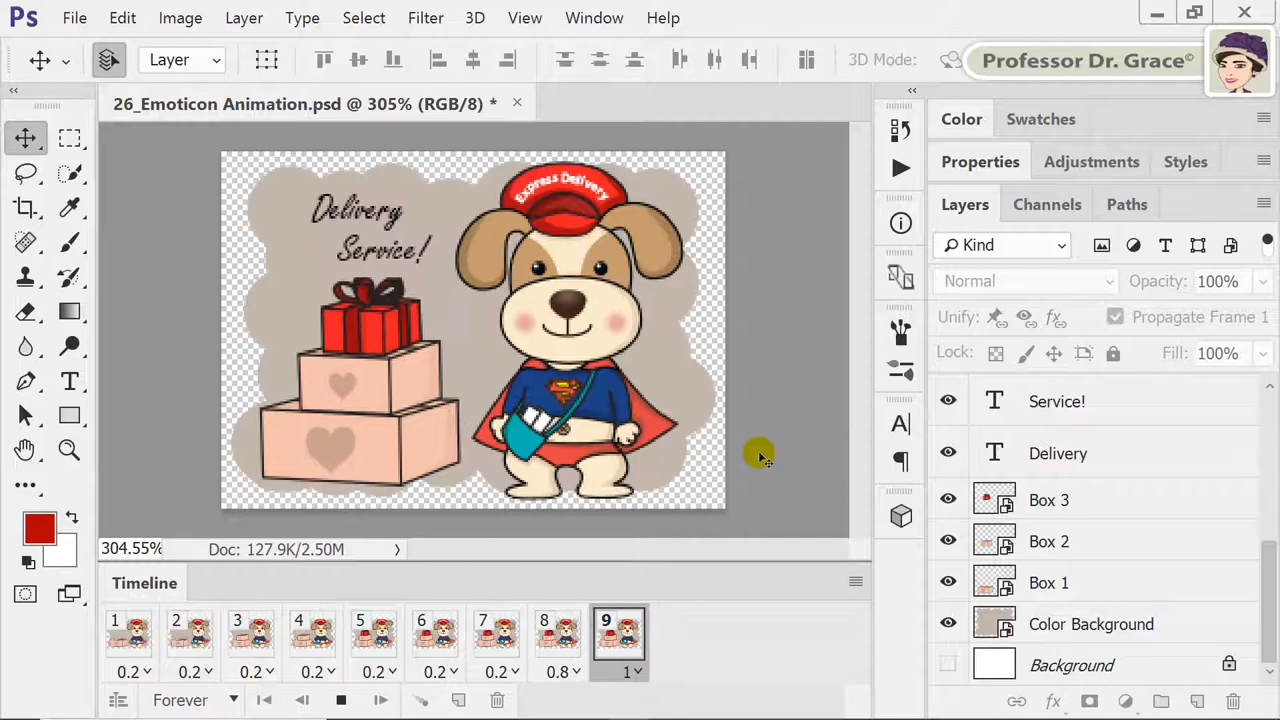 Ps File Edit Image Layer Type Select Filter 3D View Window Help
Layer 3D Mode: Professor Dr. Grace©
26_Emoticon Animation.psd @ 305% (RGB/8) *
Color Swatches
Properties Adjustments Styles
Layers Channels Paths
Kind
Normal Opacity: 100%
Unify: Propagate Frame 1
Lock: Fill: 100%
Express Delivery
Delivery
Service!
Service!
Delivery
Box 3
Box 2
Box 1
Color Background
Background
304.55% Doc: 127.9K/2.50M
Timeline
1 2 3 4 5 6 7 8 9
0.2 0.2 0.2 0.2 0.2 0.2 0.2 0.8 1
Forever